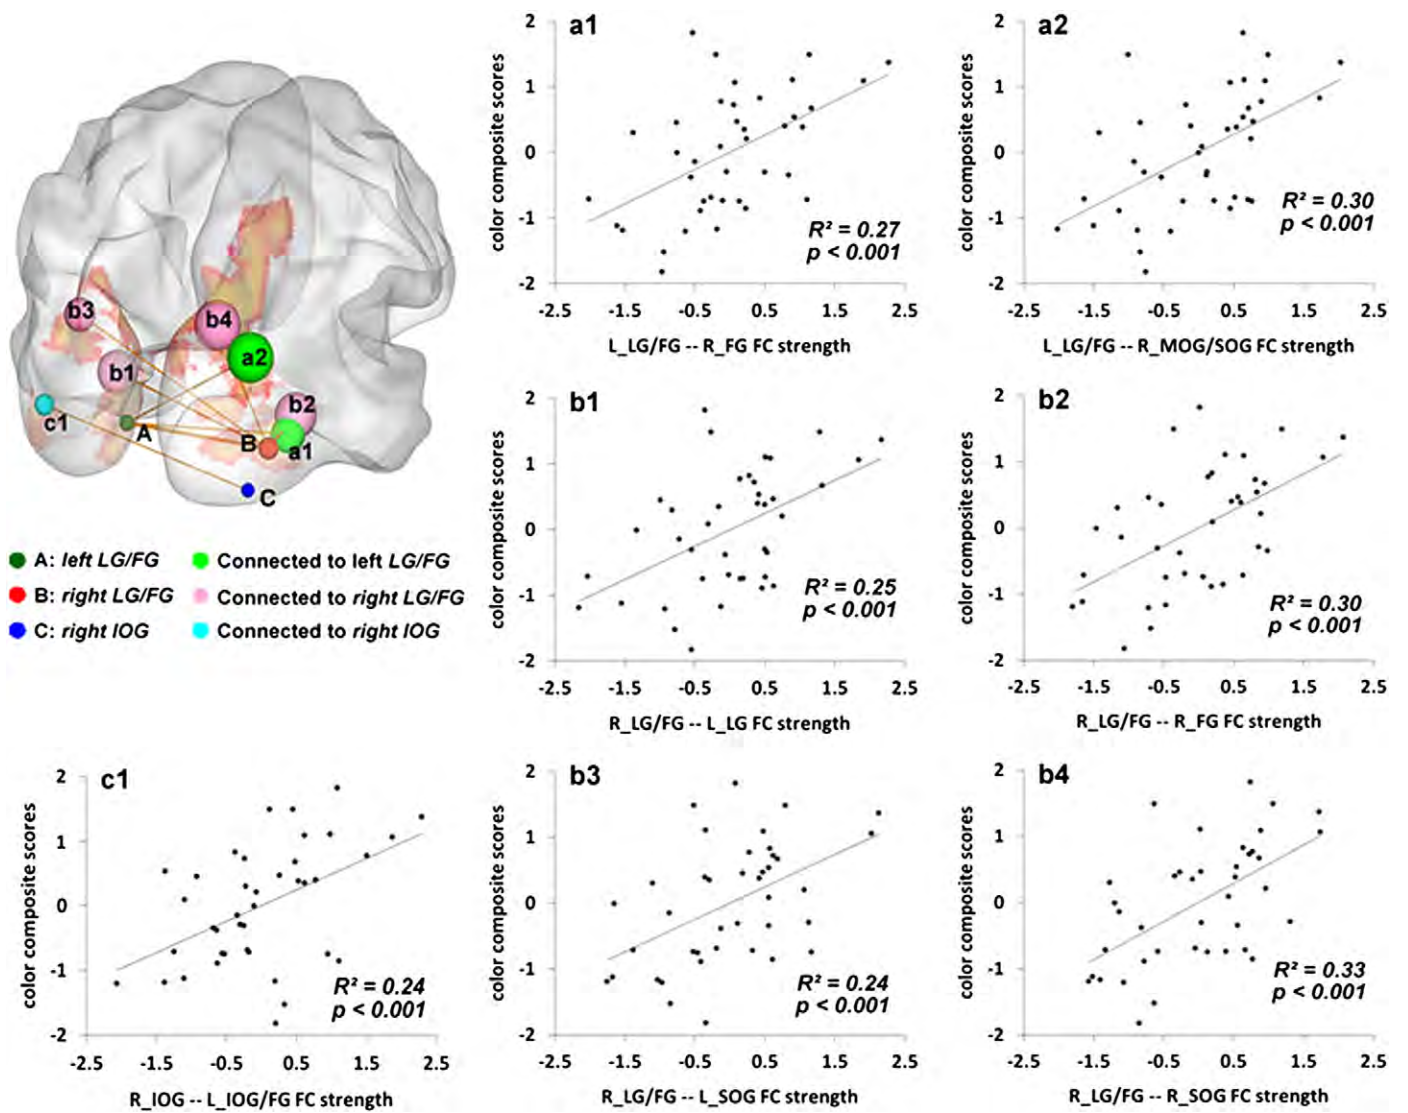 b3
b4
a2
b1
b2
c1
A
B
a1
C
A: left LG/FG
Connected to left LG/FG
B: right LG/FG
Connected to right LG/FG
C: right IOG
Connected to right IOG
a1
color composite scores
2
1
0
-1
-2
R² = 0.27
p < 0.001
-2.5 -1.5 -0.5 0.5 1.5 2.5
L_LG/FG -- R_FG FC strength
a2
color composite scores
2
1
0
-1
-2
R² = 0.30
p < 0.001
-2.5 -1.5 -0.5 0.5 1.5 2.5
L_LG/FG -- R_MOG/SOG FC strength
b1
color composite scores
2
1
0
-1
-2
R² = 0.25
p < 0.001
-2.5 -1.5 -0.5 0.5 1.5 2.5
R_LG/FG -- L_LG FC strength
b2
color composite scores
2
1
0
-1
-2
R² = 0.30
p < 0.001
-2.5 -1.5 -0.5 0.5 1.5 2.5
R_LG/FG -- R_FG FC strength
c1
color composite scores
2
1
0
-1
-2
R² = 0.24
p < 0.001
-2.5 -1.5 -0.5 0.5 1.5 2.5
R_IOG -- L_IOG/FG FC strength
b3
color composite scores
2
1
0
-1
-2
R² = 0.24
p < 0.001
-2.5 -1.5 -0.5 0.5 1.5 2.5
R_LG/FG -- L_SOG FC strength
b4
color composite scores
2
1
0
-1
-2
R² = 0.33
p < 0.001
-2.5 -1.5 -0.5 0.5 1.5 2.5
R_LG/FG -- R_SOG FC strength